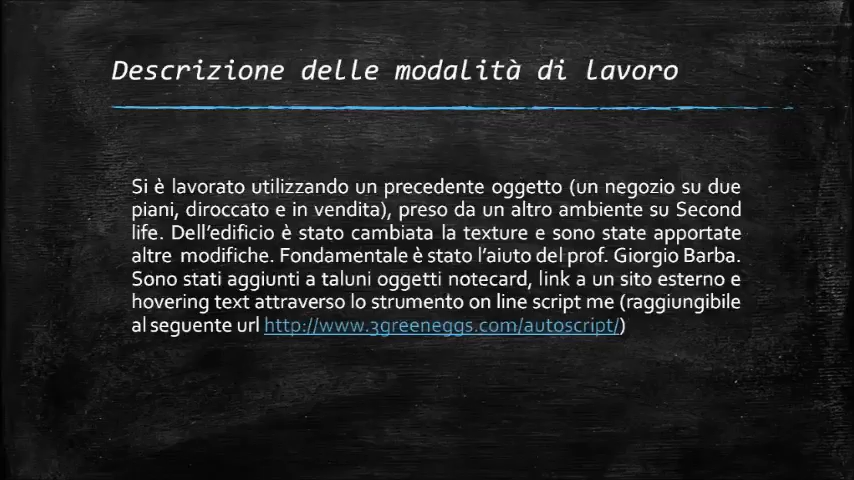 Descrizione delle modalità di lavoro
Si è lavorato utilizzando un precedente oggetto (un negozio su due
piani, diroccato e in vendita), preso da un altro ambiente su Second
life. Dell'edificio è stato cambiata la texture e sono state apportate
altre modifiche. Fondamentale è stato l'aiuto del prof. Giorgio Barba.
Sono stati aggiunti a taluni oggetti notecard, link a un sito esterno e
hovering text attraverso lo strumento on line script me (raggiungibile
al seguente url http://www.3greeneggs.com/autoscript/)